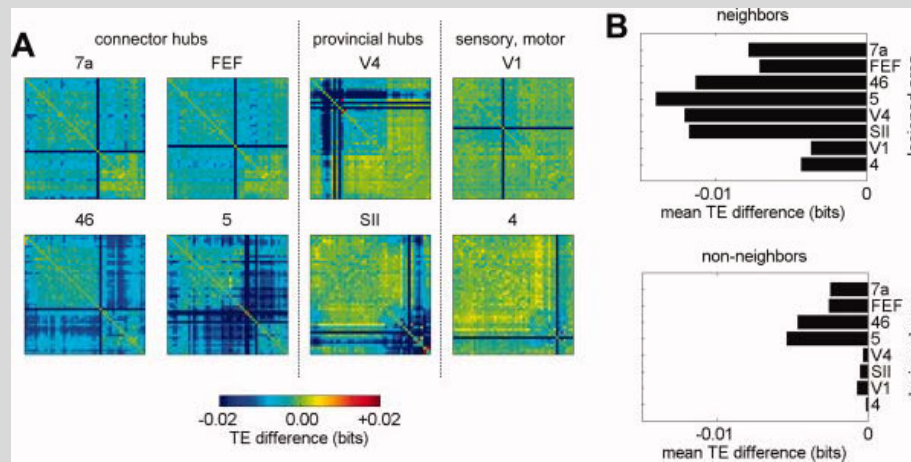 A
connector hubs
provincial hubs
sensory, motor
7a
FEF
V4
V1
46
5
SII
4
-0.02
0.00
+0.02
TE difference (bits)
B
neighbors
7a
FEF
46
5
V4
SII
V1
4
-0.01
0
mean TE difference (bits)
non-neighbors
7a
FEF
46
5
V4
SII
V1
4
-0.01
0
mean TE difference (bits)